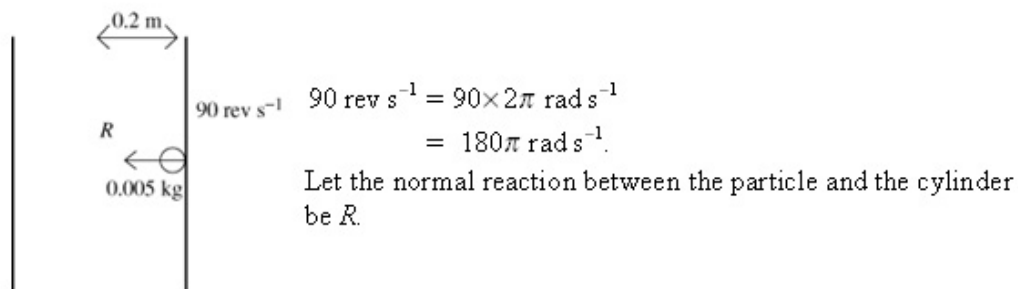 0.2 m
90 rev s⁻¹
R
0.005 kg
90 rev s⁻¹ = 90×2π rad s⁻¹
= 180π rad s⁻¹.
Let the normal reaction between the particle and the cylinder
be R.